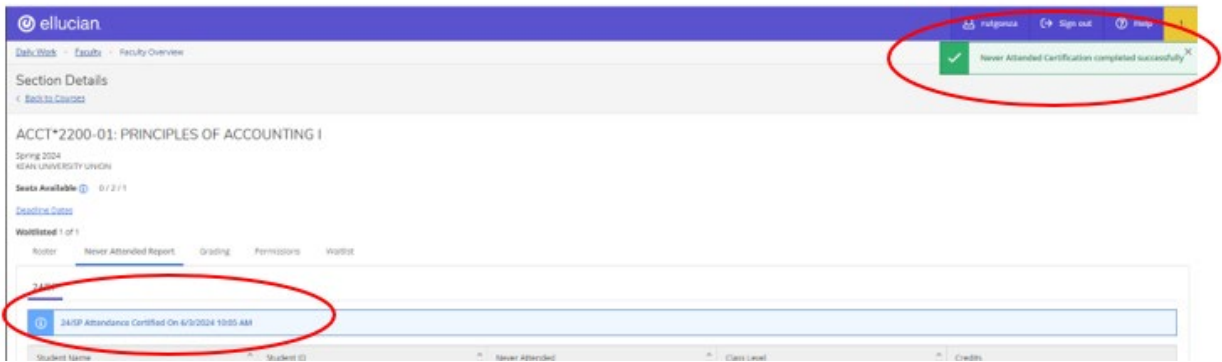 ellucian
rutgonza Sign out Help 1
Daily Work Faculty Faculty Overview
Never Attended Certification completed successfully
Section Details
Back to Courses
ACCT*2200-01: PRINCIPLES OF ACCOUNTING I
Spring 2024
KEAN UNIVERSITY UNION
Seats Available 0 / 2 / 1
Deadline Dates
Waitlisted 1 of 1
Roster Never Attended Report Grading Permissions Waitlist
24/SP
24/SP Attendance Certified On 6/3/2024 10:05 AM
Student Name Student ID Never Attended Class Level Credits